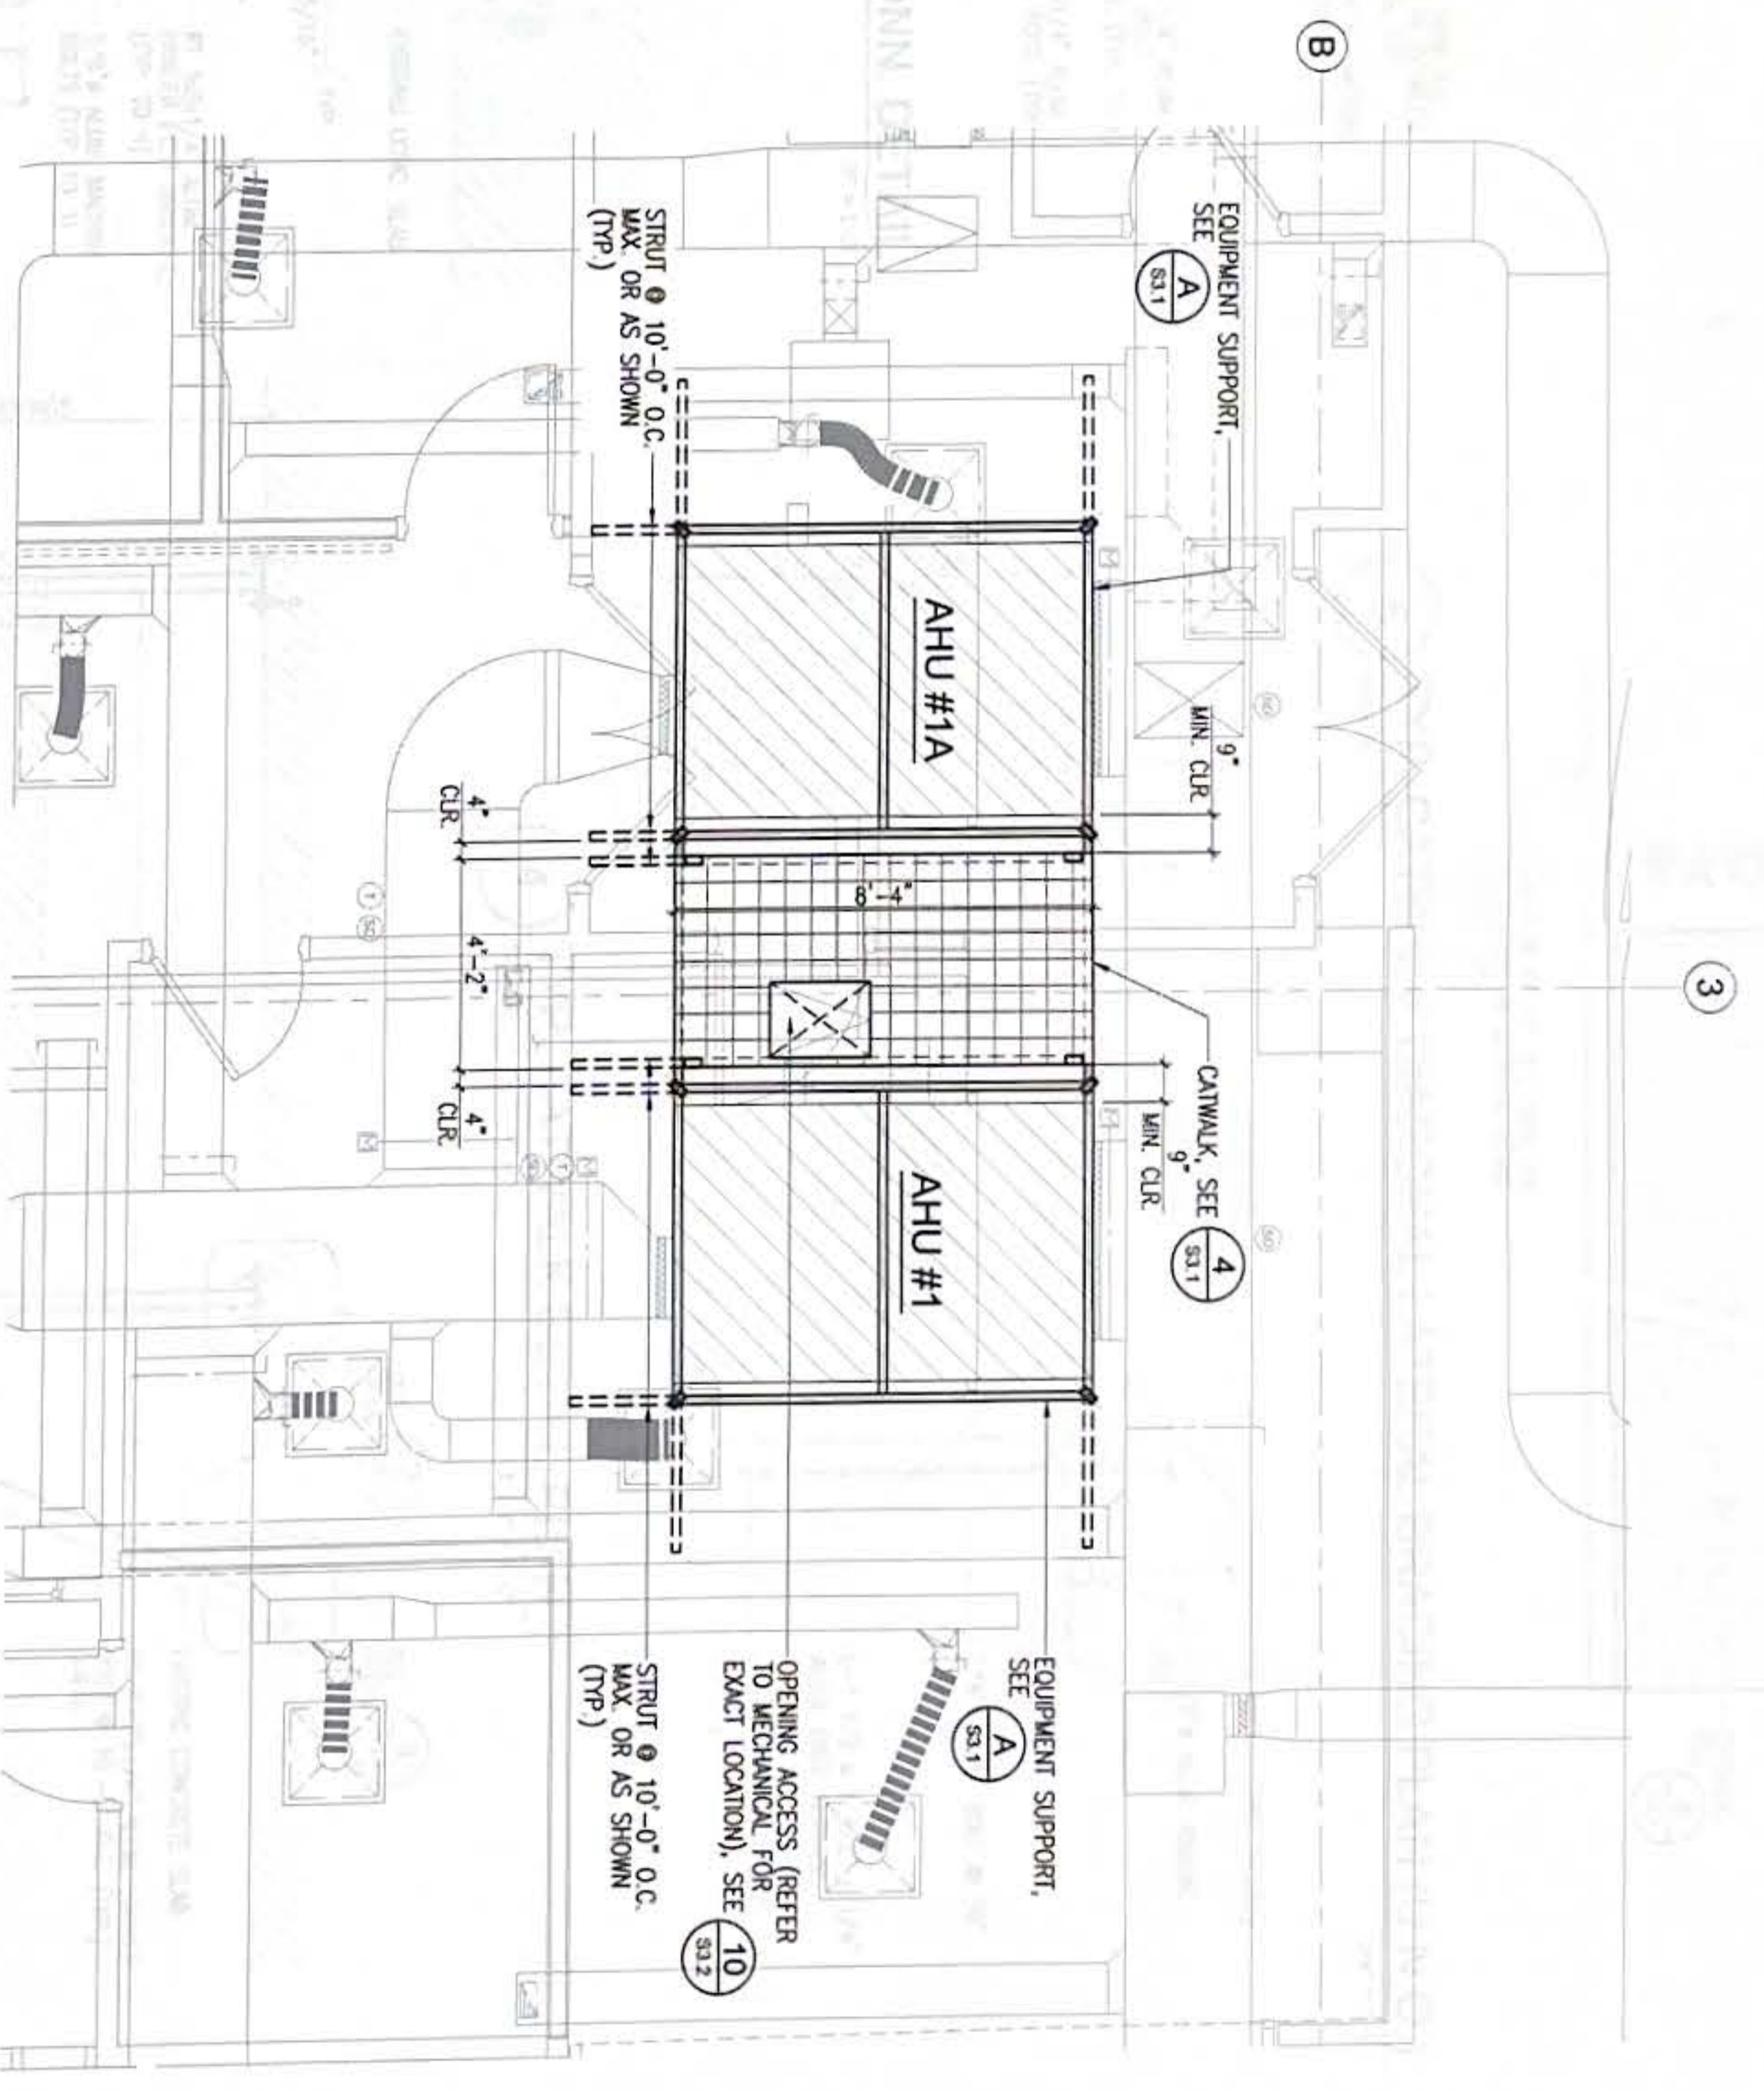 B
3
EQUIPMENT SUPPORT,
SEE
A
S3.1
9"
MIN. CLR.
CATWALK, SEE
4
S3.1
9"
MIN. CLR.
EQUIPMENT SUPPORT,
SEE
A
S3.1
AHU #1A
8'-4"
AHU #1
OPENING ACCESS (REFER
TO MECHANICAL FOR
EXACT LOCATION), SEE
10
S3.2
STRUT @ 10'-0" O.C.
MAX. OR AS SHOWN
(TYP.)
STRUT @ 10'-0" O.C.
MAX. OR AS SHOWN
(TYP.)
4"
CLR.
4'-2"
4"
CLR.
M
M
T
M
T
M